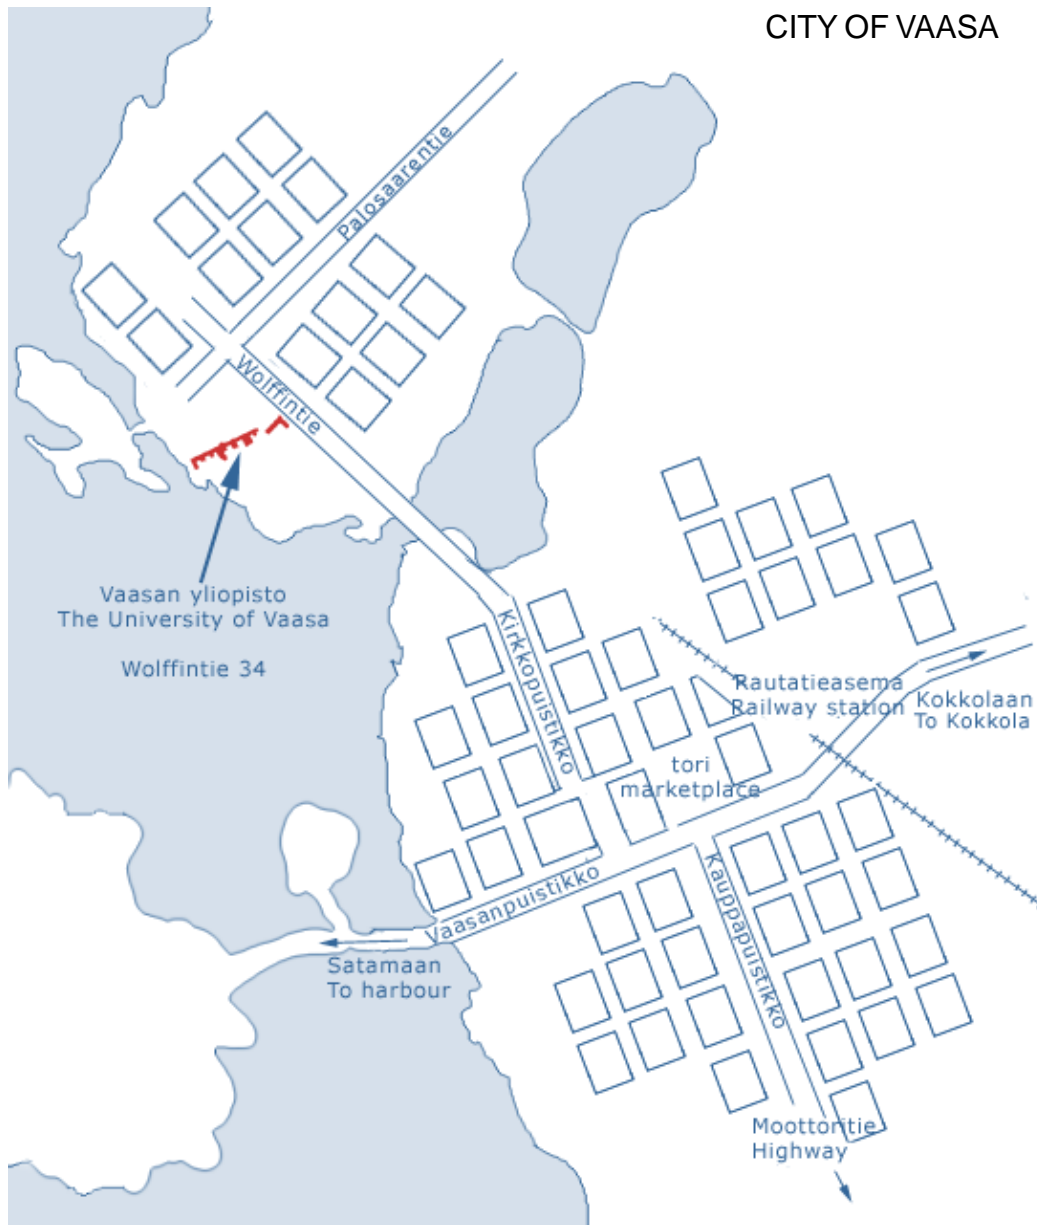 CITY OF VAASA
Palosaarentie
Wolffintie
Vaasan yliopisto
The University of Vaasa
Wolffintie 34
Kirkkopuistikko
Rautatieasema
Railway station
Kokkolaan
To Kokkola
tori
marketplace
Vaasanpuistikko
Kauppapuistikko
Satamaan
To harbour
Moottoritie
Highway